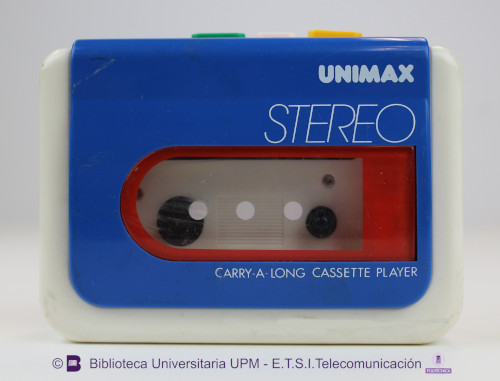 UNIMAX
STEREO
CARRY-A-LONG CASSETTE PLAYER
© B Biblioteca Universitaria UPM - E.T.S.I.Telecomunicación